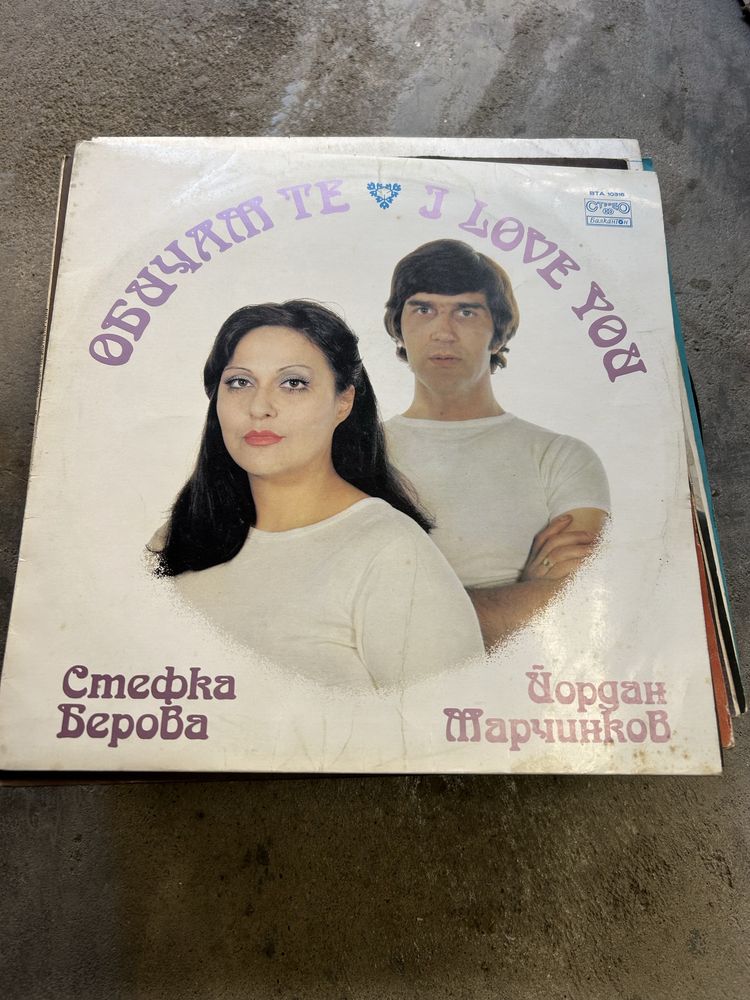 ОБИЧАМ ТЕ I LOVE YOU
ВТА 10316
СТЕРЕО
Балкантон
Стефка
Берова
Йордан
Марчинков